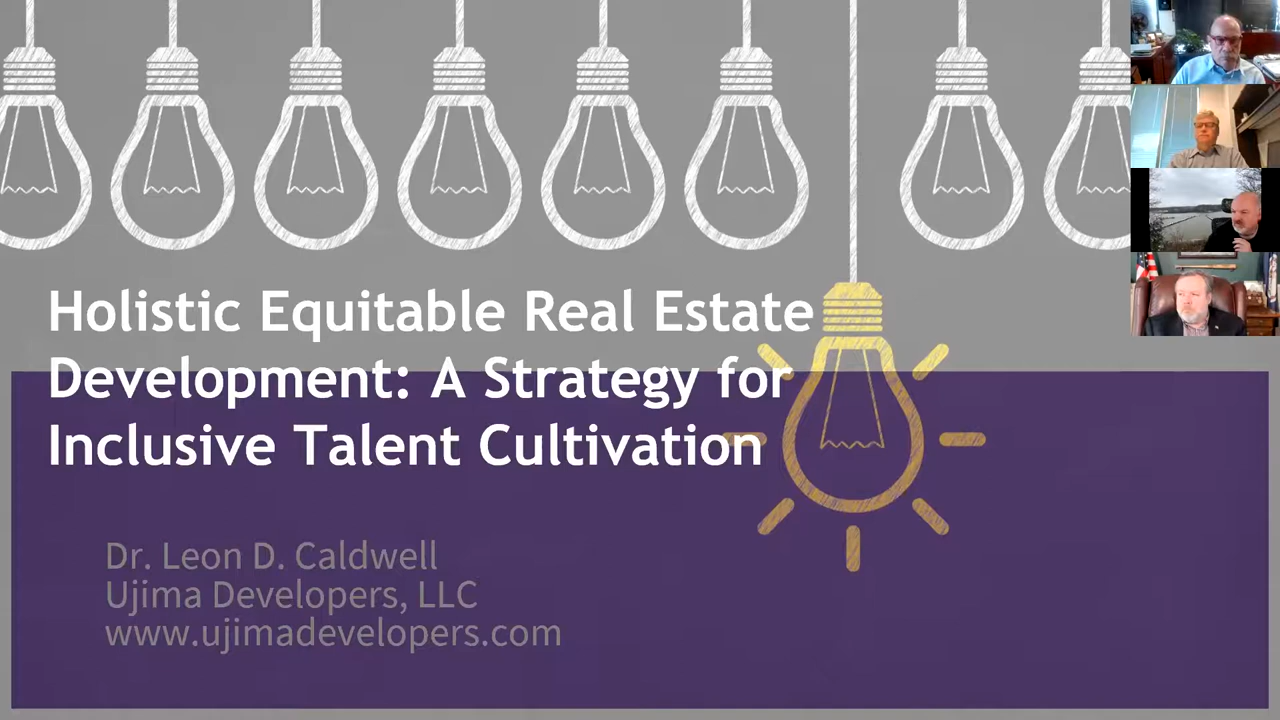 Holistic Equitable Real Estate
Development: A Strategy for
Inclusive Talent Cultivation
Dr. Leon D. Caldwell
Ujima Developers, LLC
www.ujimadevelopers.com